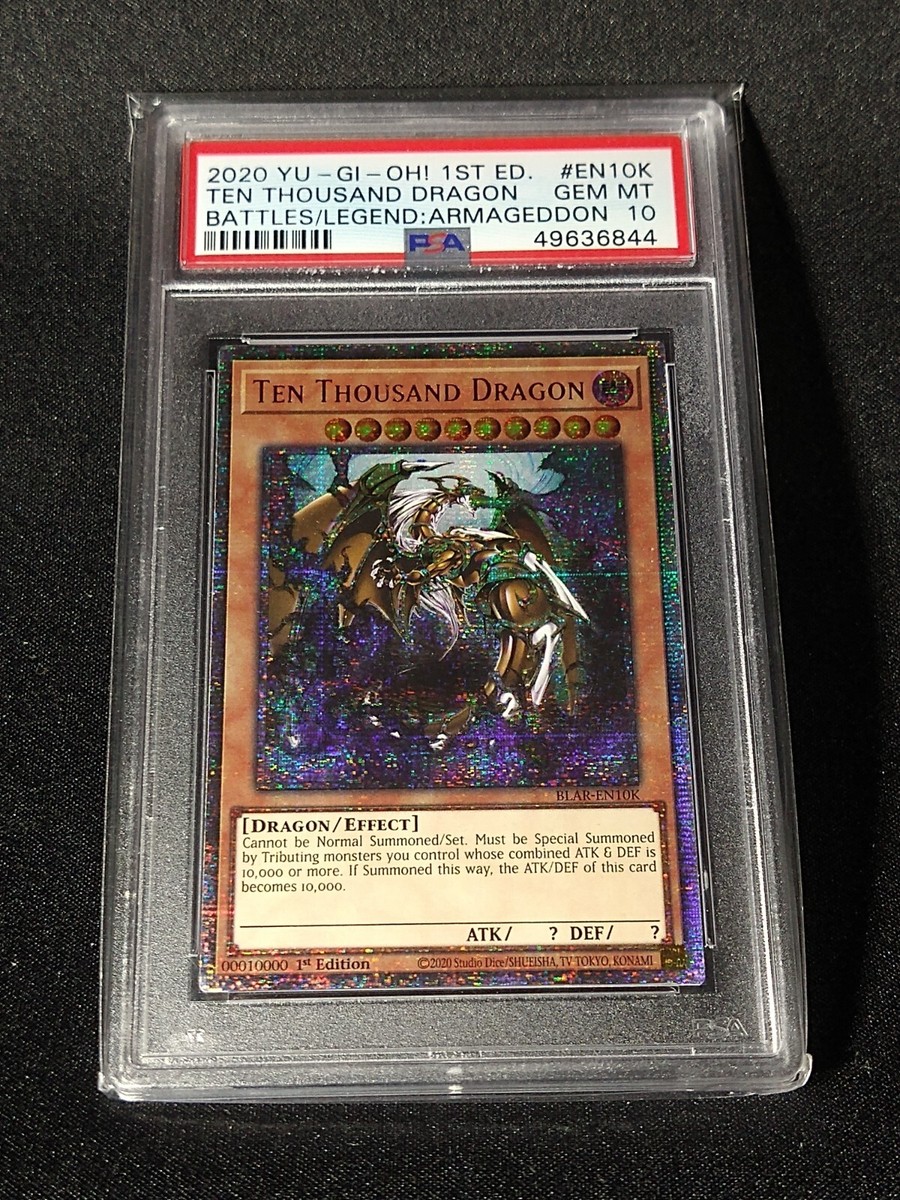 2020 YU-GI-OH! 1ST ED. #EN10K
TEN THOUSAND DRAGON GEM MT
BATTLES/LEGEND:ARMAGEDDON 10
PSA 49636844
TEN THOUSAND DRAGON
BLAR-EN10K
[DRAGON/EFFECT]
Cannot be Normal Summoned/Set. Must be Special Summoned
by Tributing monsters you control whose combined ATK & DEF is
10,000 or more. If Summoned this way, the ATK/DEF of this card
becomes 10,000.
ATK/ ? DEF/ ?
00010000 1st Edition ©2020 Studio Dice/SHUEISHA, TV TOKYO, KONAMI
PSA